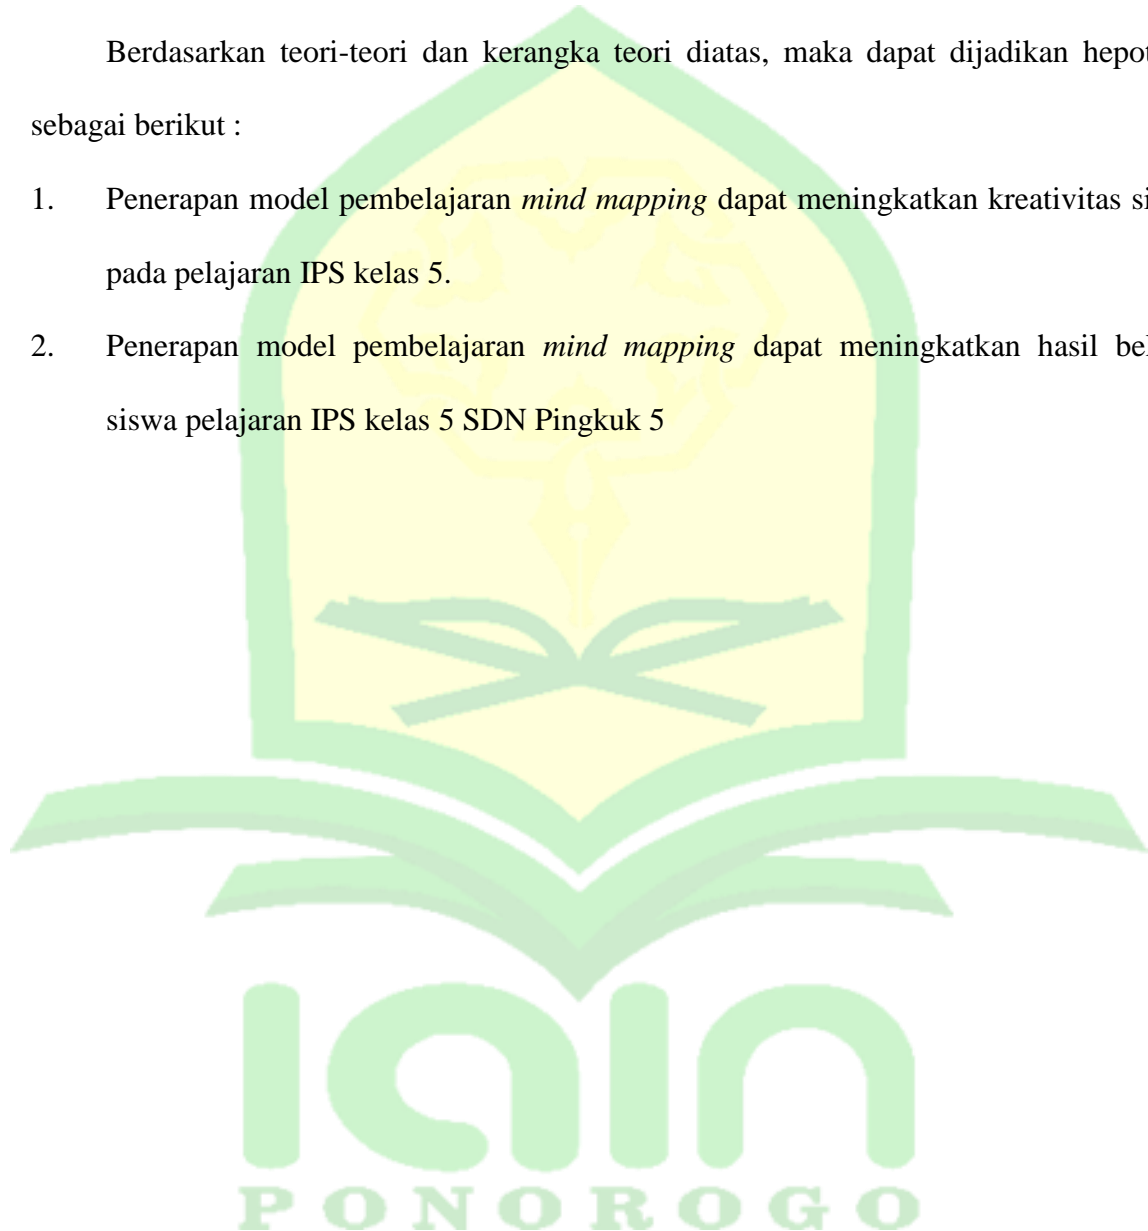 Berdasarkan teori-teori dan kerangka teori diatas, maka dapat dijadikan hepot
sebagai berikut :
1. Penerapan model pembelajaran mind mapping dapat meningkatkan kreativitas si
pada pelajaran IPS kelas 5.
2. Penerapan model pembelajaran mind mapping dapat meningkatkan hasil bel
siswa pelajaran IPS kelas 5 SDN Pingkuk 5
iain
PONOROGO